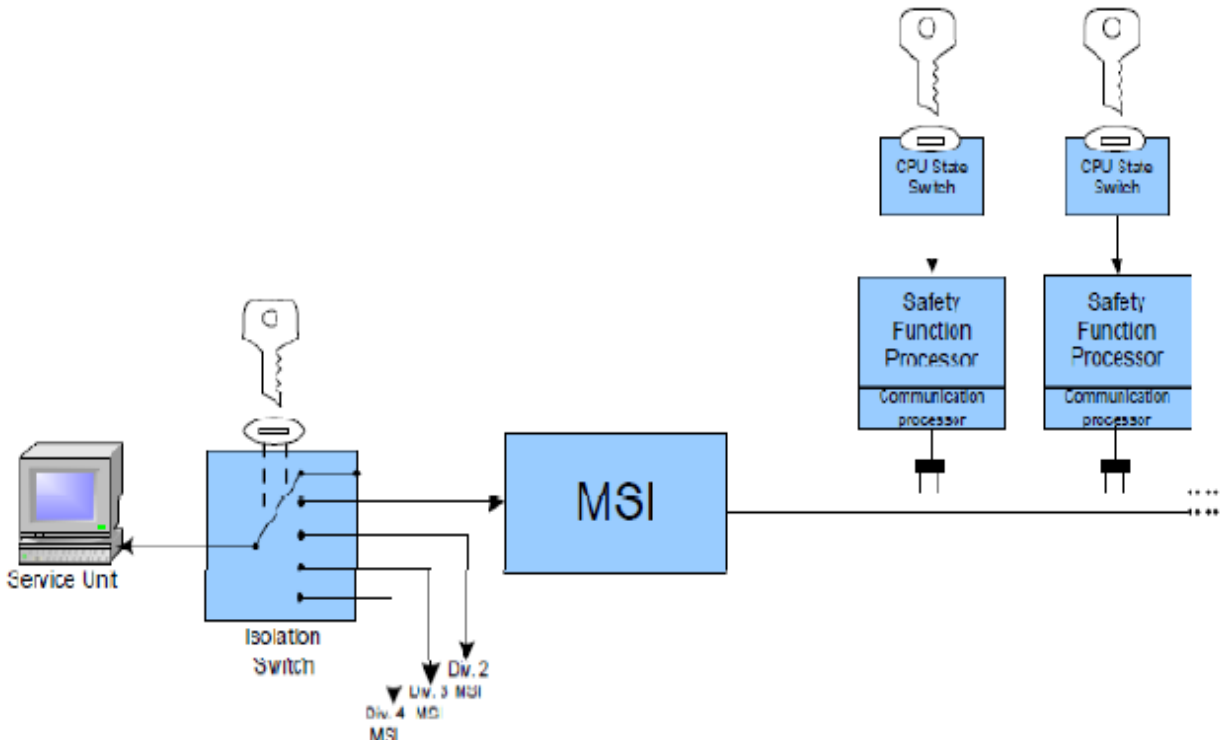 CPU State
Switch
CPU State
Switch
Safety
Function
Processor
Communication
processor
Safety
Function
Processor
Communication
processor
MSI
Service Unit
Isolation
Switch
Div. 2
MSI
Div. 3
MSI
Div. 4
MSI